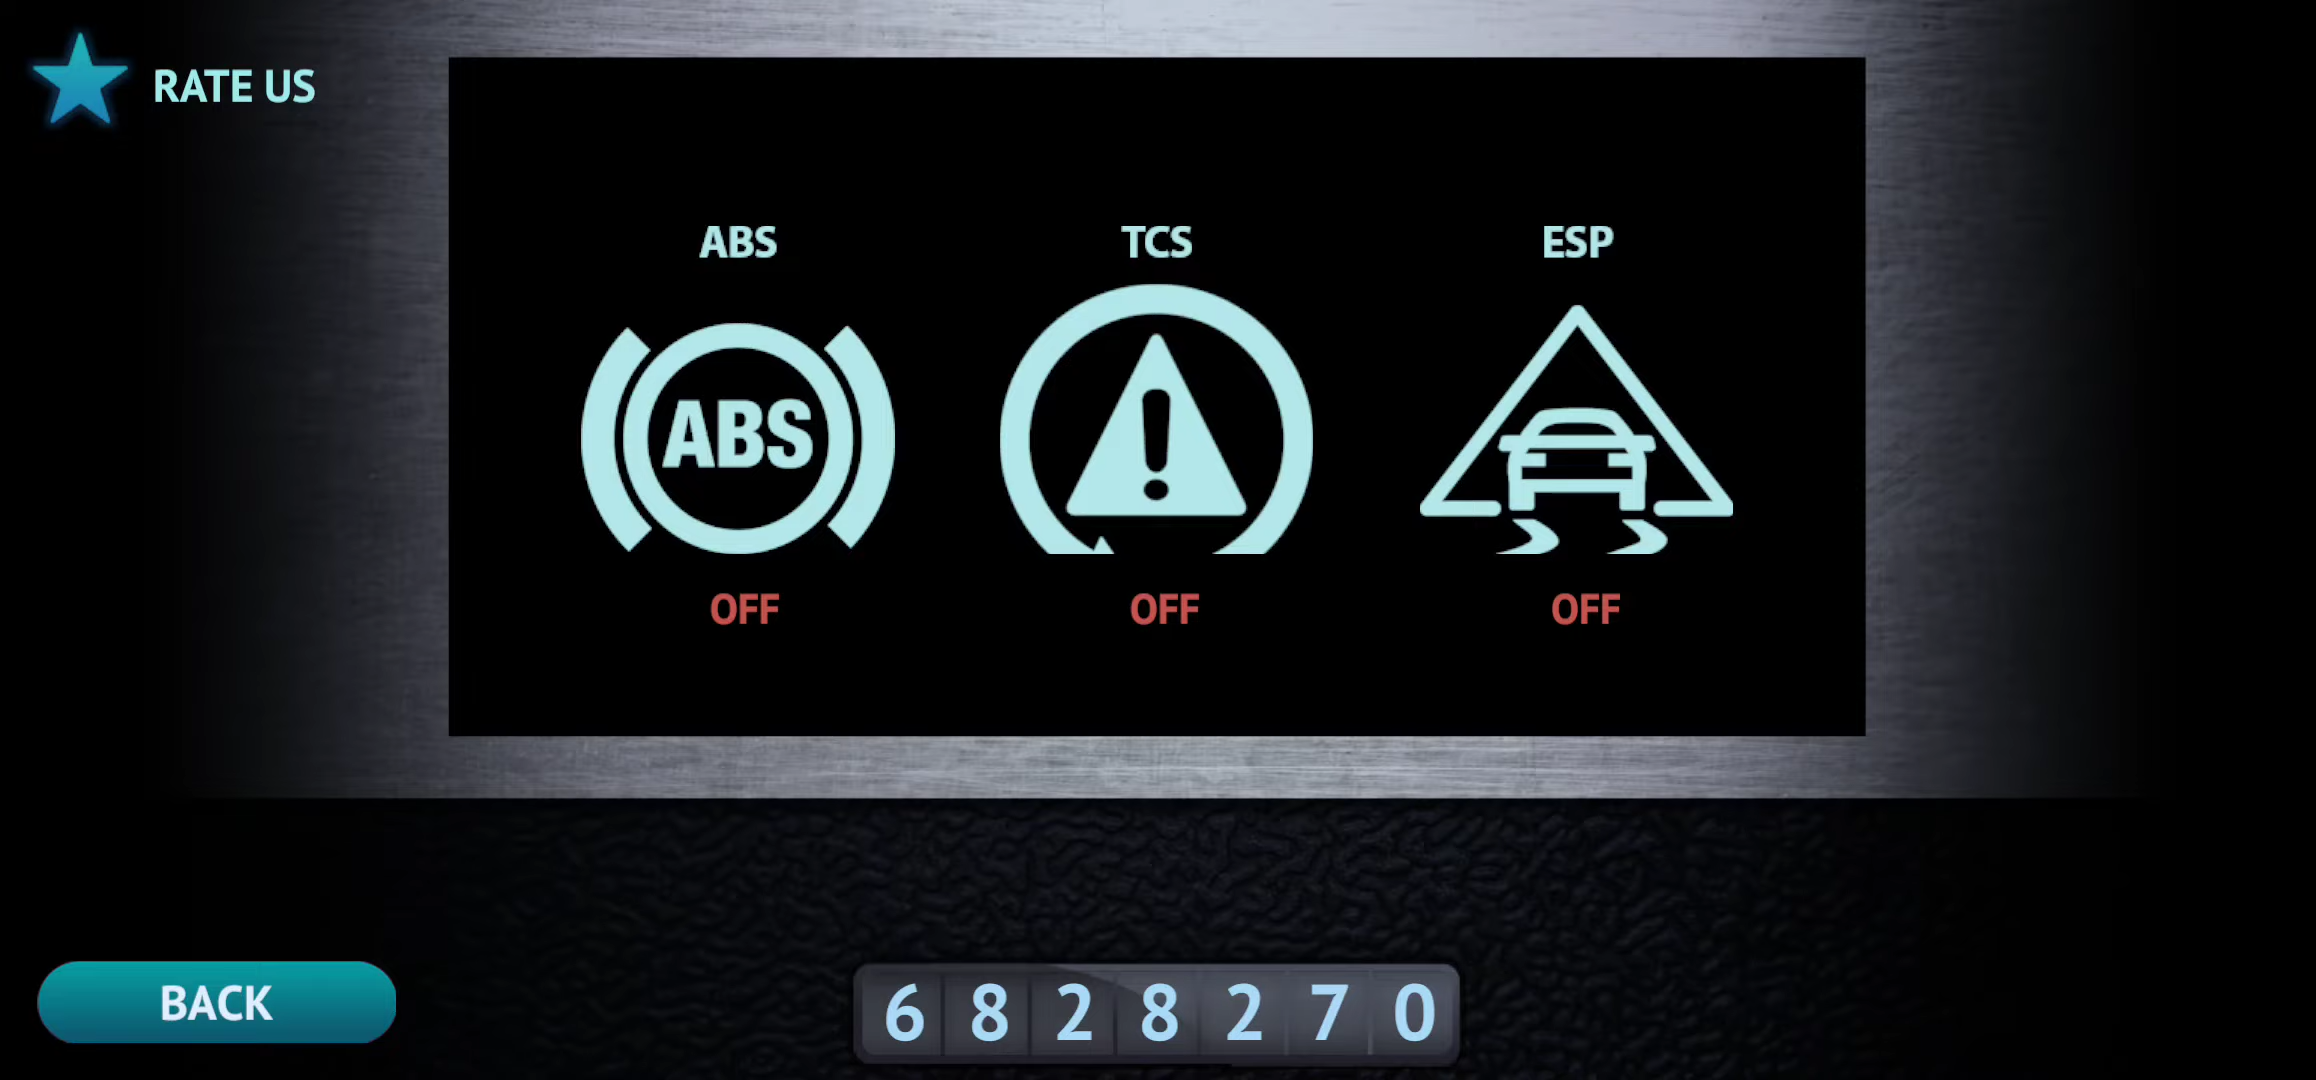 RATE US
ABS
TCS
ESP
ABS
OFF
OFF
OFF
BACK
6828270